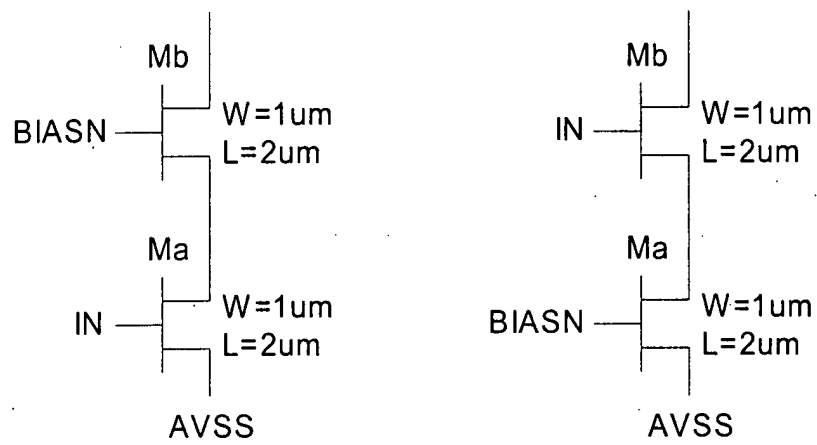 Mb
BIASN
W=1um
L=2um
Ma
IN
W=1um
L=2um
AVSS
Mb
IN
W=1um
L=2um
Ma
BIASN
W=1um
L=2um
AVSS